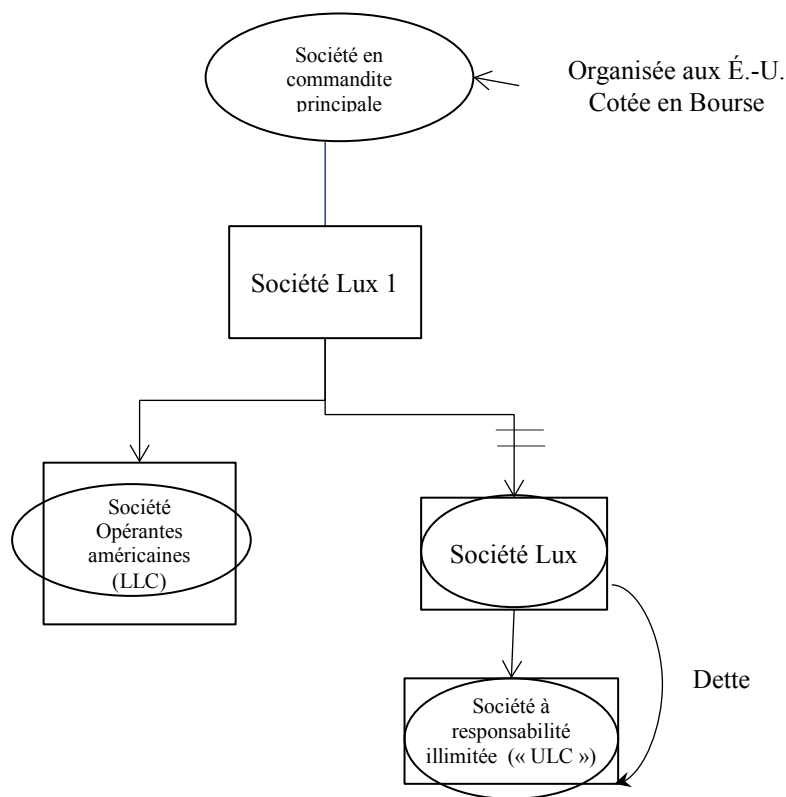 Société en
commandite
principale
Organisée aux É.-U.
Cotée en Bourse
Société Lux 1
Société
Opérantes
américaines
(LLC)
Société Lux
Dette
Société à
responsabilité
illimitée (« ULC »)